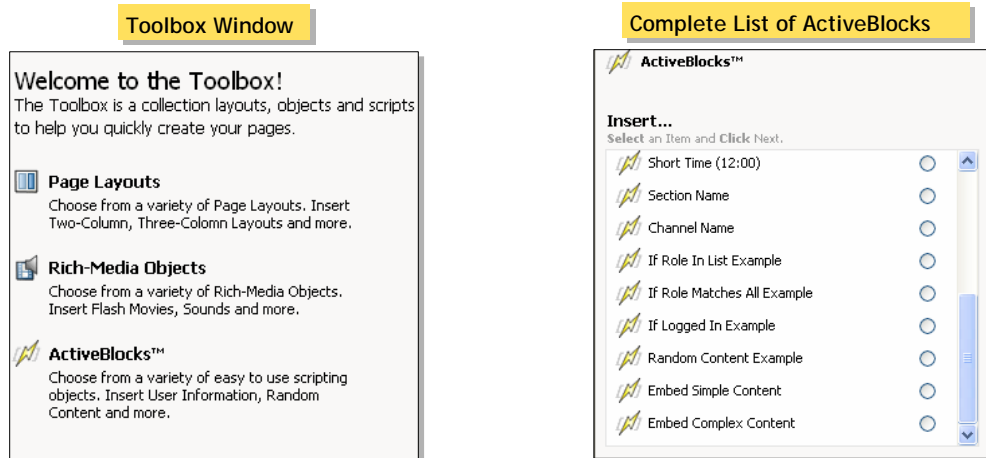 Toolbox Window
Welcome to the Toolbox!
The Toolbox is a collection layouts, objects and scripts
to help you quickly create your pages.
Page Layouts
Choose from a variety of Page Layouts. Insert
Two-Column, Three-Colomn Layouts and more.
Rich-Media Objects
Choose from a variety of Rich-Media Objects.
Insert Flash Movies, Sounds and more.
ActiveBlocks™
Choose from a variety of easy to use scripting
objects. Insert User Information, Random
Content and more.
Complete List of ActiveBlocks
ActiveBlocks™
Insert...
Select an Item and Click Next.
Short Time (12:00)
Section Name
Channel Name
If Role In List Example
If Role Matches All Example
If Logged In Example
Random Content Example
Embed Simple Content
Embed Complex Content